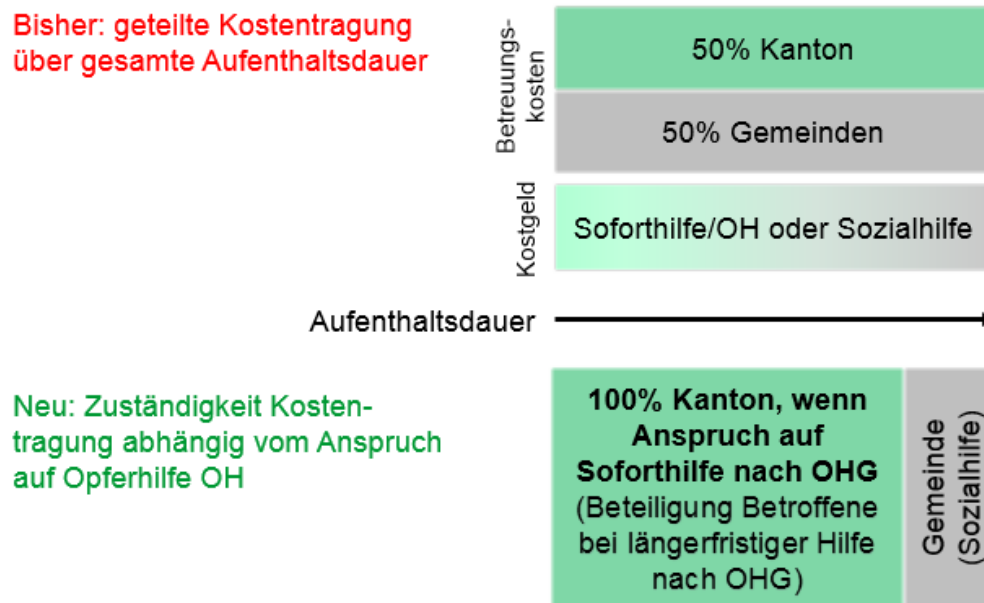 Bisher: geteilte Kostentragung
über gesamte Aufenthaltsdauer
Betreuungs-
kosten
50% Kanton
50% Gemeinden
Kostgeld
Soforthilfe/OH oder Sozialhilfe
Aufenthaltsdauer
Neu: Zuständigkeit Kosten-
tragung abhängig vom Anspruch
auf Opferhilfe OH
100% Kanton, wenn
Anspruch auf
Soforthilfe nach OHG
(Beteiligung Betroffene
bei längerfristiger Hilfe
nach OHG)
Gemeinde
(Sozialhilfe)